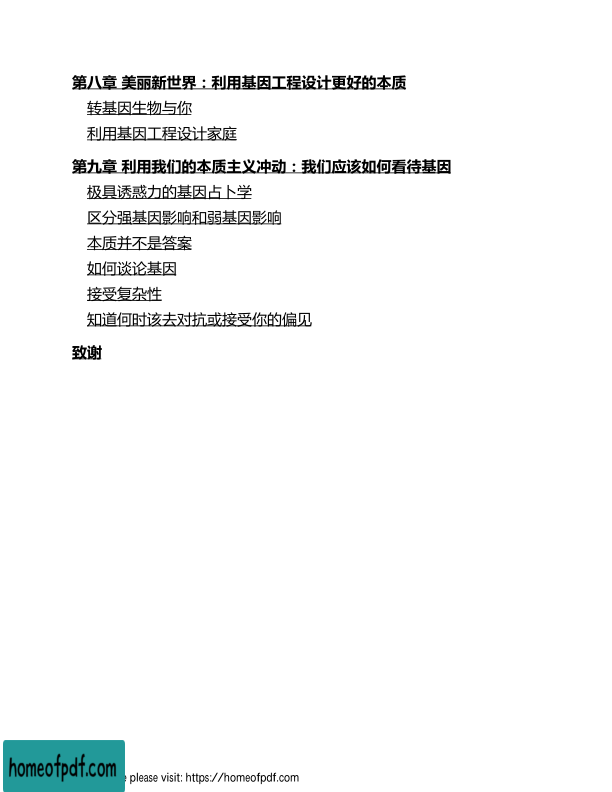 第八章 美丽新世界：利用基因工程设计更好的本质
转基因生物与你
利用基因工程设计家庭
第九章 利用我们的本质主义冲动：我们应该如何看待基因
极具诱惑力的基因占卜学
区分强基因影响和弱基因影响
本质并不是答案
如何谈论基因
接受复杂性
知道何时该去对抗或接受你的偏见
致谢
homeofpdf.com
please visit: https://homeofpdf.com